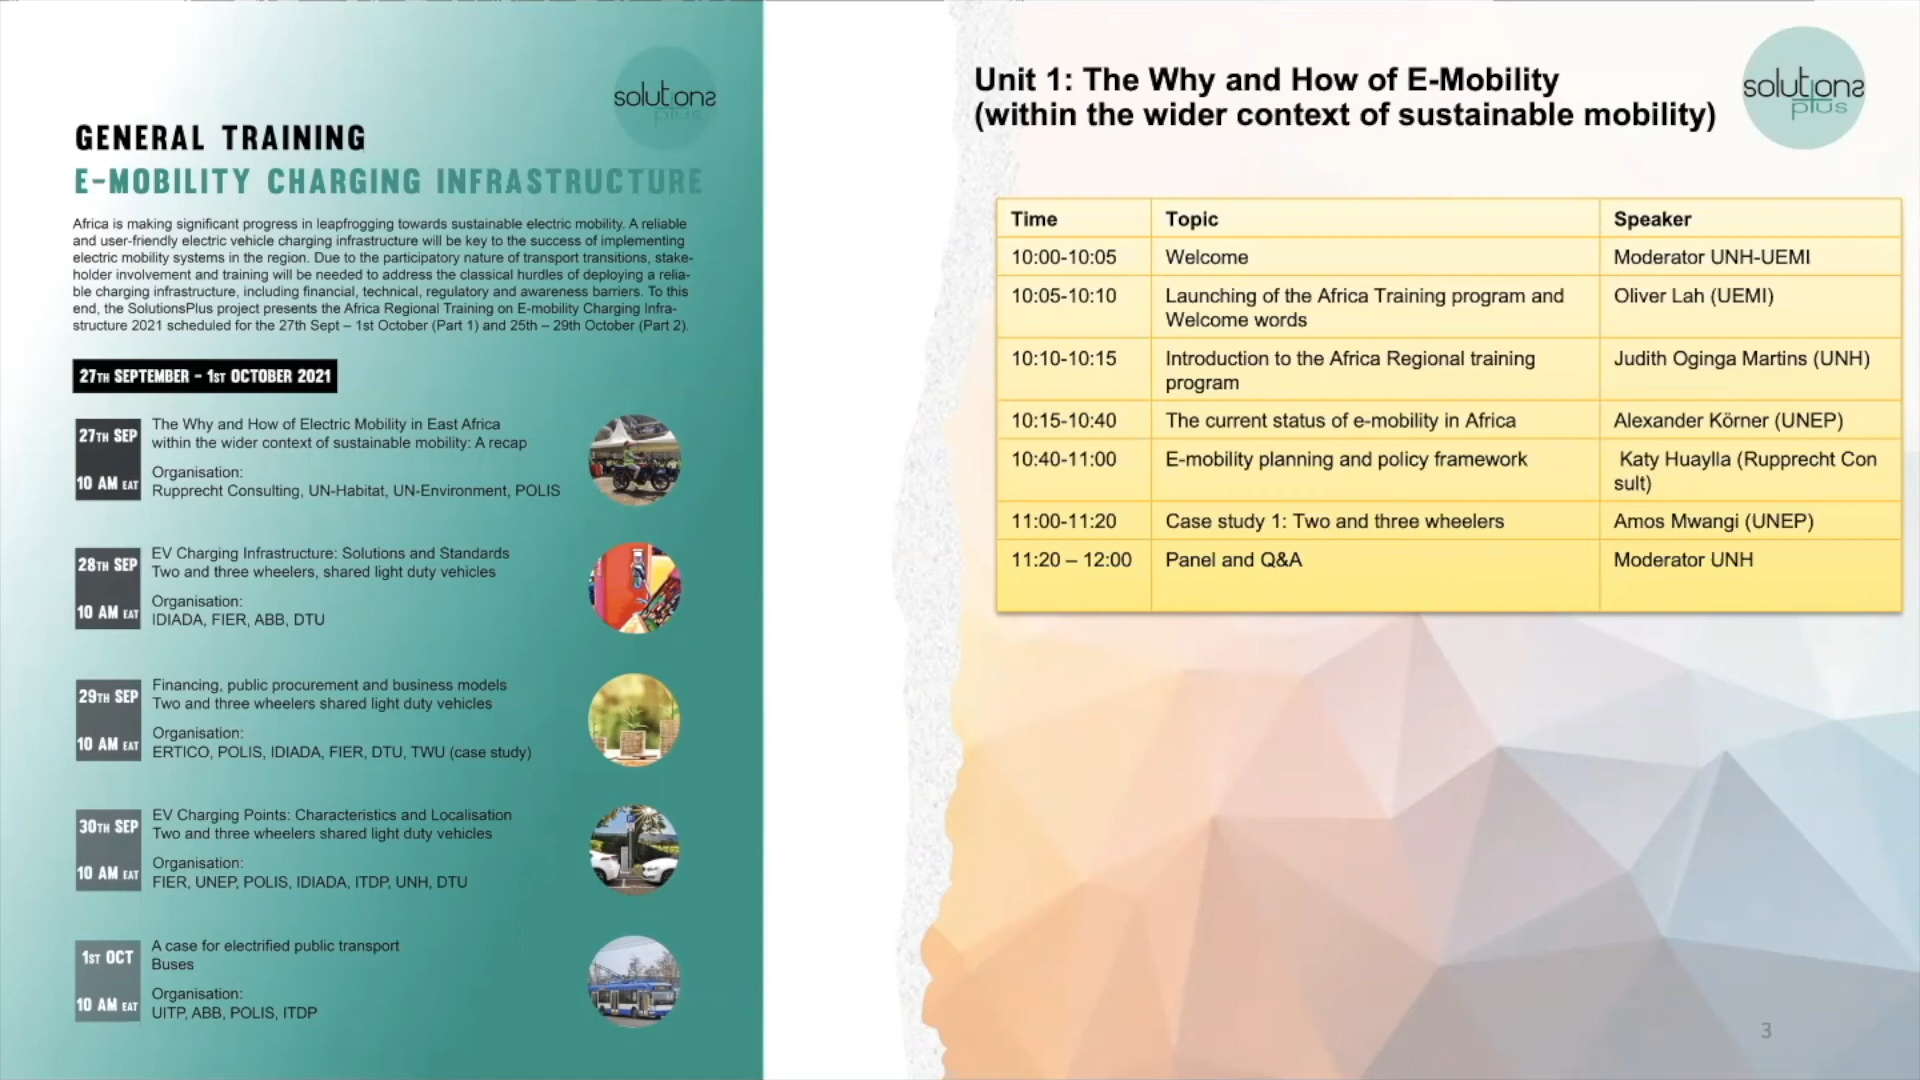 solutions
plus
GENERAL TRAINING
E-MOBILITY CHARGING INFRASTRUCTURE
Africa is making significant progress in leapfrogging towards sustainable electric mobility. A reliable
and user-friendly electric vehicle charging infrastructure will be key to the success of implementing
electric mobility systems in the region. Due to the participatory nature of transport transitions, stake-
holder involvement and training will be needed to address the classical hurdles of deploying a relia-
ble charging infrastructure, including financial, technical, regulatory and awareness barriers. To this
end, the SolutionsPlus project presents the Africa Regional Training on E-mobility Charging Infra-
structure 2021 scheduled for the 27th Sept – 1st October (Part 1) and 25th – 29th October (Part 2).
27TH SEPTEMBER - 1ST OCTOBER 2021
27TH SEP
10 AM EAT
The Why and How of Electric Mobility in East Africa
within the wider context of sustainable mobility: A recap
Organisation:
Rupprecht Consulting, UN-Habitat, UN-Environment, POLIS
28TH SEP
10 AM EAT
EV Charging Infrastructure: Solutions and Standards
Two and three wheelers, shared light duty vehicles
Organisation:
IDIADA, FIER, ABB, DTU
29TH SEP
10 AM EAT
Financing, public procurement and business models
Two and three wheelers shared light duty vehicles
Organisation:
ERTICO, POLIS, IDIADA, FIER, DTU, TWU (case study)
30TH SEP
10 AM EAT
EV Charging Points: Characteristics and Localisation
Two and three wheelers shared light duty vehicles
Organisation:
FIER, UNEP, POLIS, IDIADA, ITDP, UNH, DTU
1ST OCT
10 AM EAT
A case for electrified public transport
Buses
Organisation:
UITP, ABB, POLIS, ITDP
Unit 1: The Why and How of E-Mobility
(within the wider context of sustainable mobility)
solutions
plus
Time Topic Speaker
10:00-10:05 Welcome Moderator UNH-UEMI
10:05-10:10 Launching of the Africa Training program and Oliver Lah (UEMI)
Welcome words
10:10-10:15 Introduction to the Africa Regional training Judith Oginga Martins (UNH)
program
10:15-10:40 The current status of e-mobility in Africa Alexander Körner (UNEP)
10:40-11:00 E-mobility planning and policy framework Katy Huaylla (Rupprecht Con
sult)
11:00-11:20 Case study 1: Two and three wheelers Amos Mwangi (UNEP)
11:20 – 12:00 Panel and Q&A Moderator UNH
3